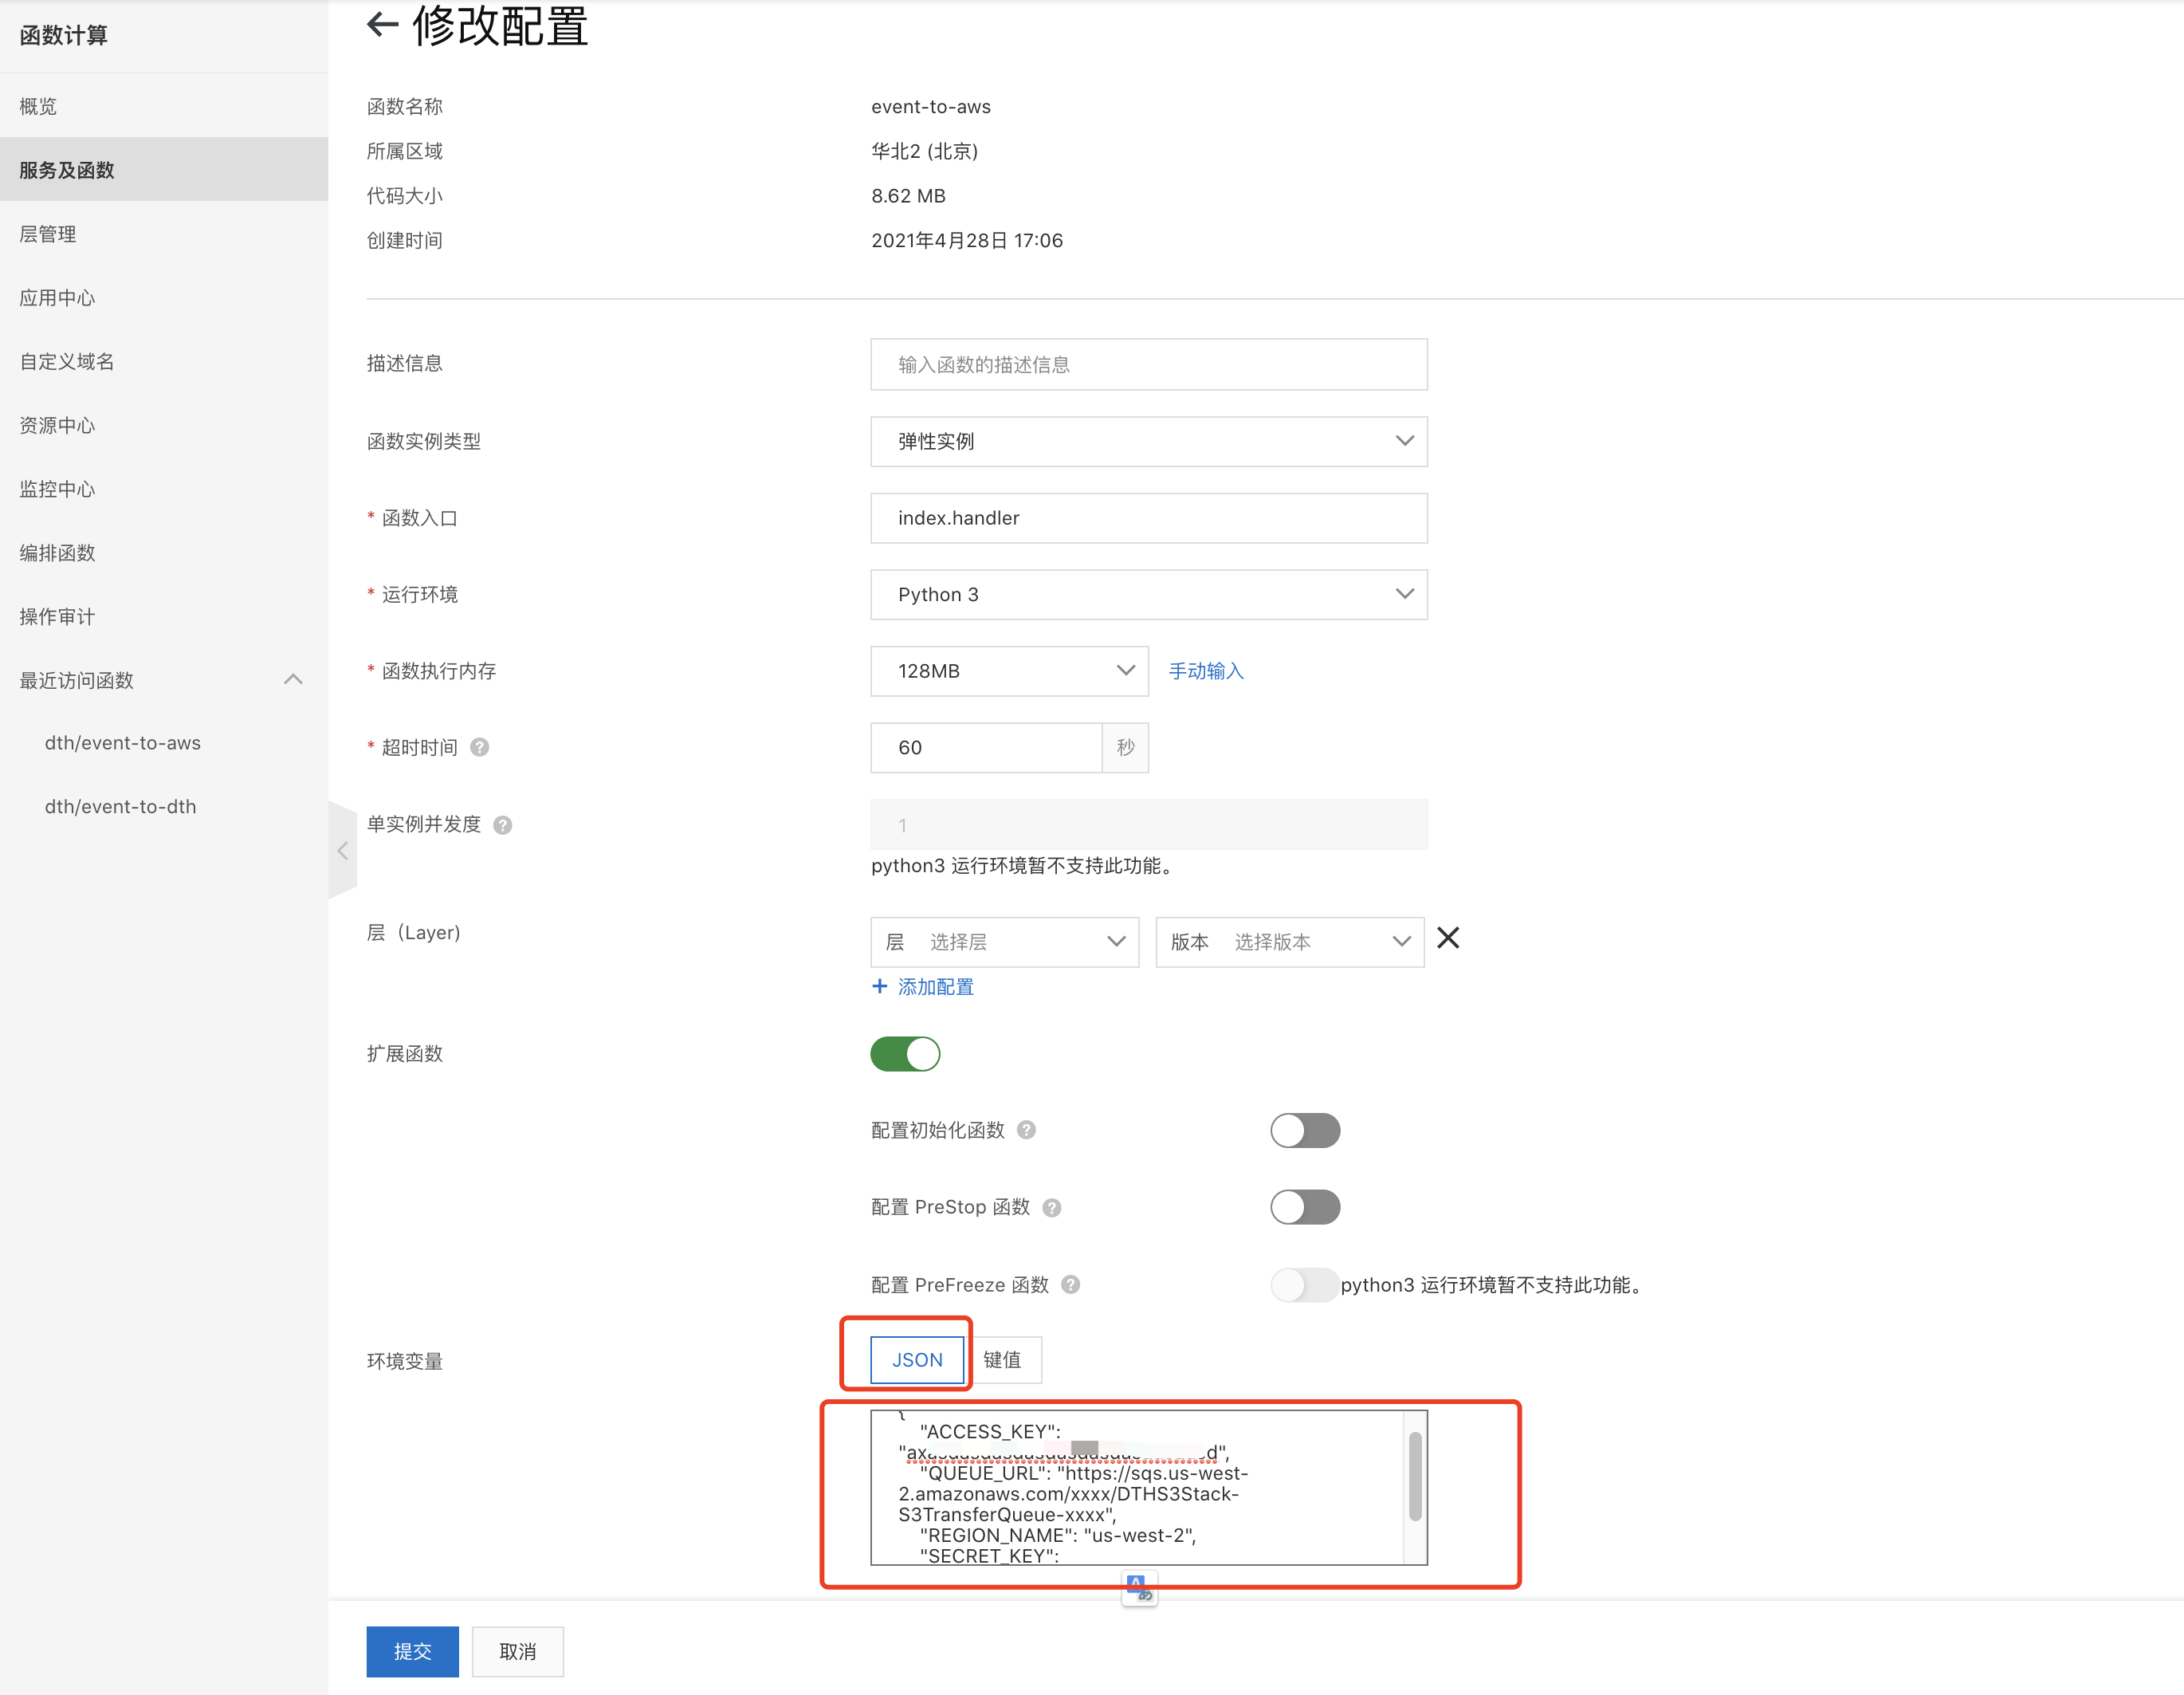 函数计算
概览
服务及函数
层管理
应用中心
自定义域名
资源中心
监控中心
编排函数
操作审计
最近访问函数
dth/event-to-aws
dth/event-to-dth
修改配置
函数名称 event-to-aws
所属区域 华北2 (北京)
代码大小 8.62 MB
创建时间 2021年4月28日 17:06
描述信息 输入函数的描述信息
函数实例类型 弹性实例
* 函数入口 index.handler
* 运行环境 Python 3
* 函数执行内存 128MB 手动输入
* 超时时间 ? 60 秒
单实例并发度 ? 1
python3 运行环境暂不支持此功能。
层（Layer) 层 选择层 版本 选择版本
+ 添加配置
扩展函数
配置初始化函数 ?
配置 PreStop 函数 ?
配置 PreFreeze 函数 ? python3 运行环境暂不支持此功能。
环境变量 JSON 键值
{
"ACCESS_KEY":
"QUEUE_URL": "https://sqs.us-west-
2.amazonaws.com/xxxx/DTHS3Stack-
S3TransferQueue-xxxx",
"REGION_NAME": "us-west-2",
"SECRET_KEY":
提交 取消